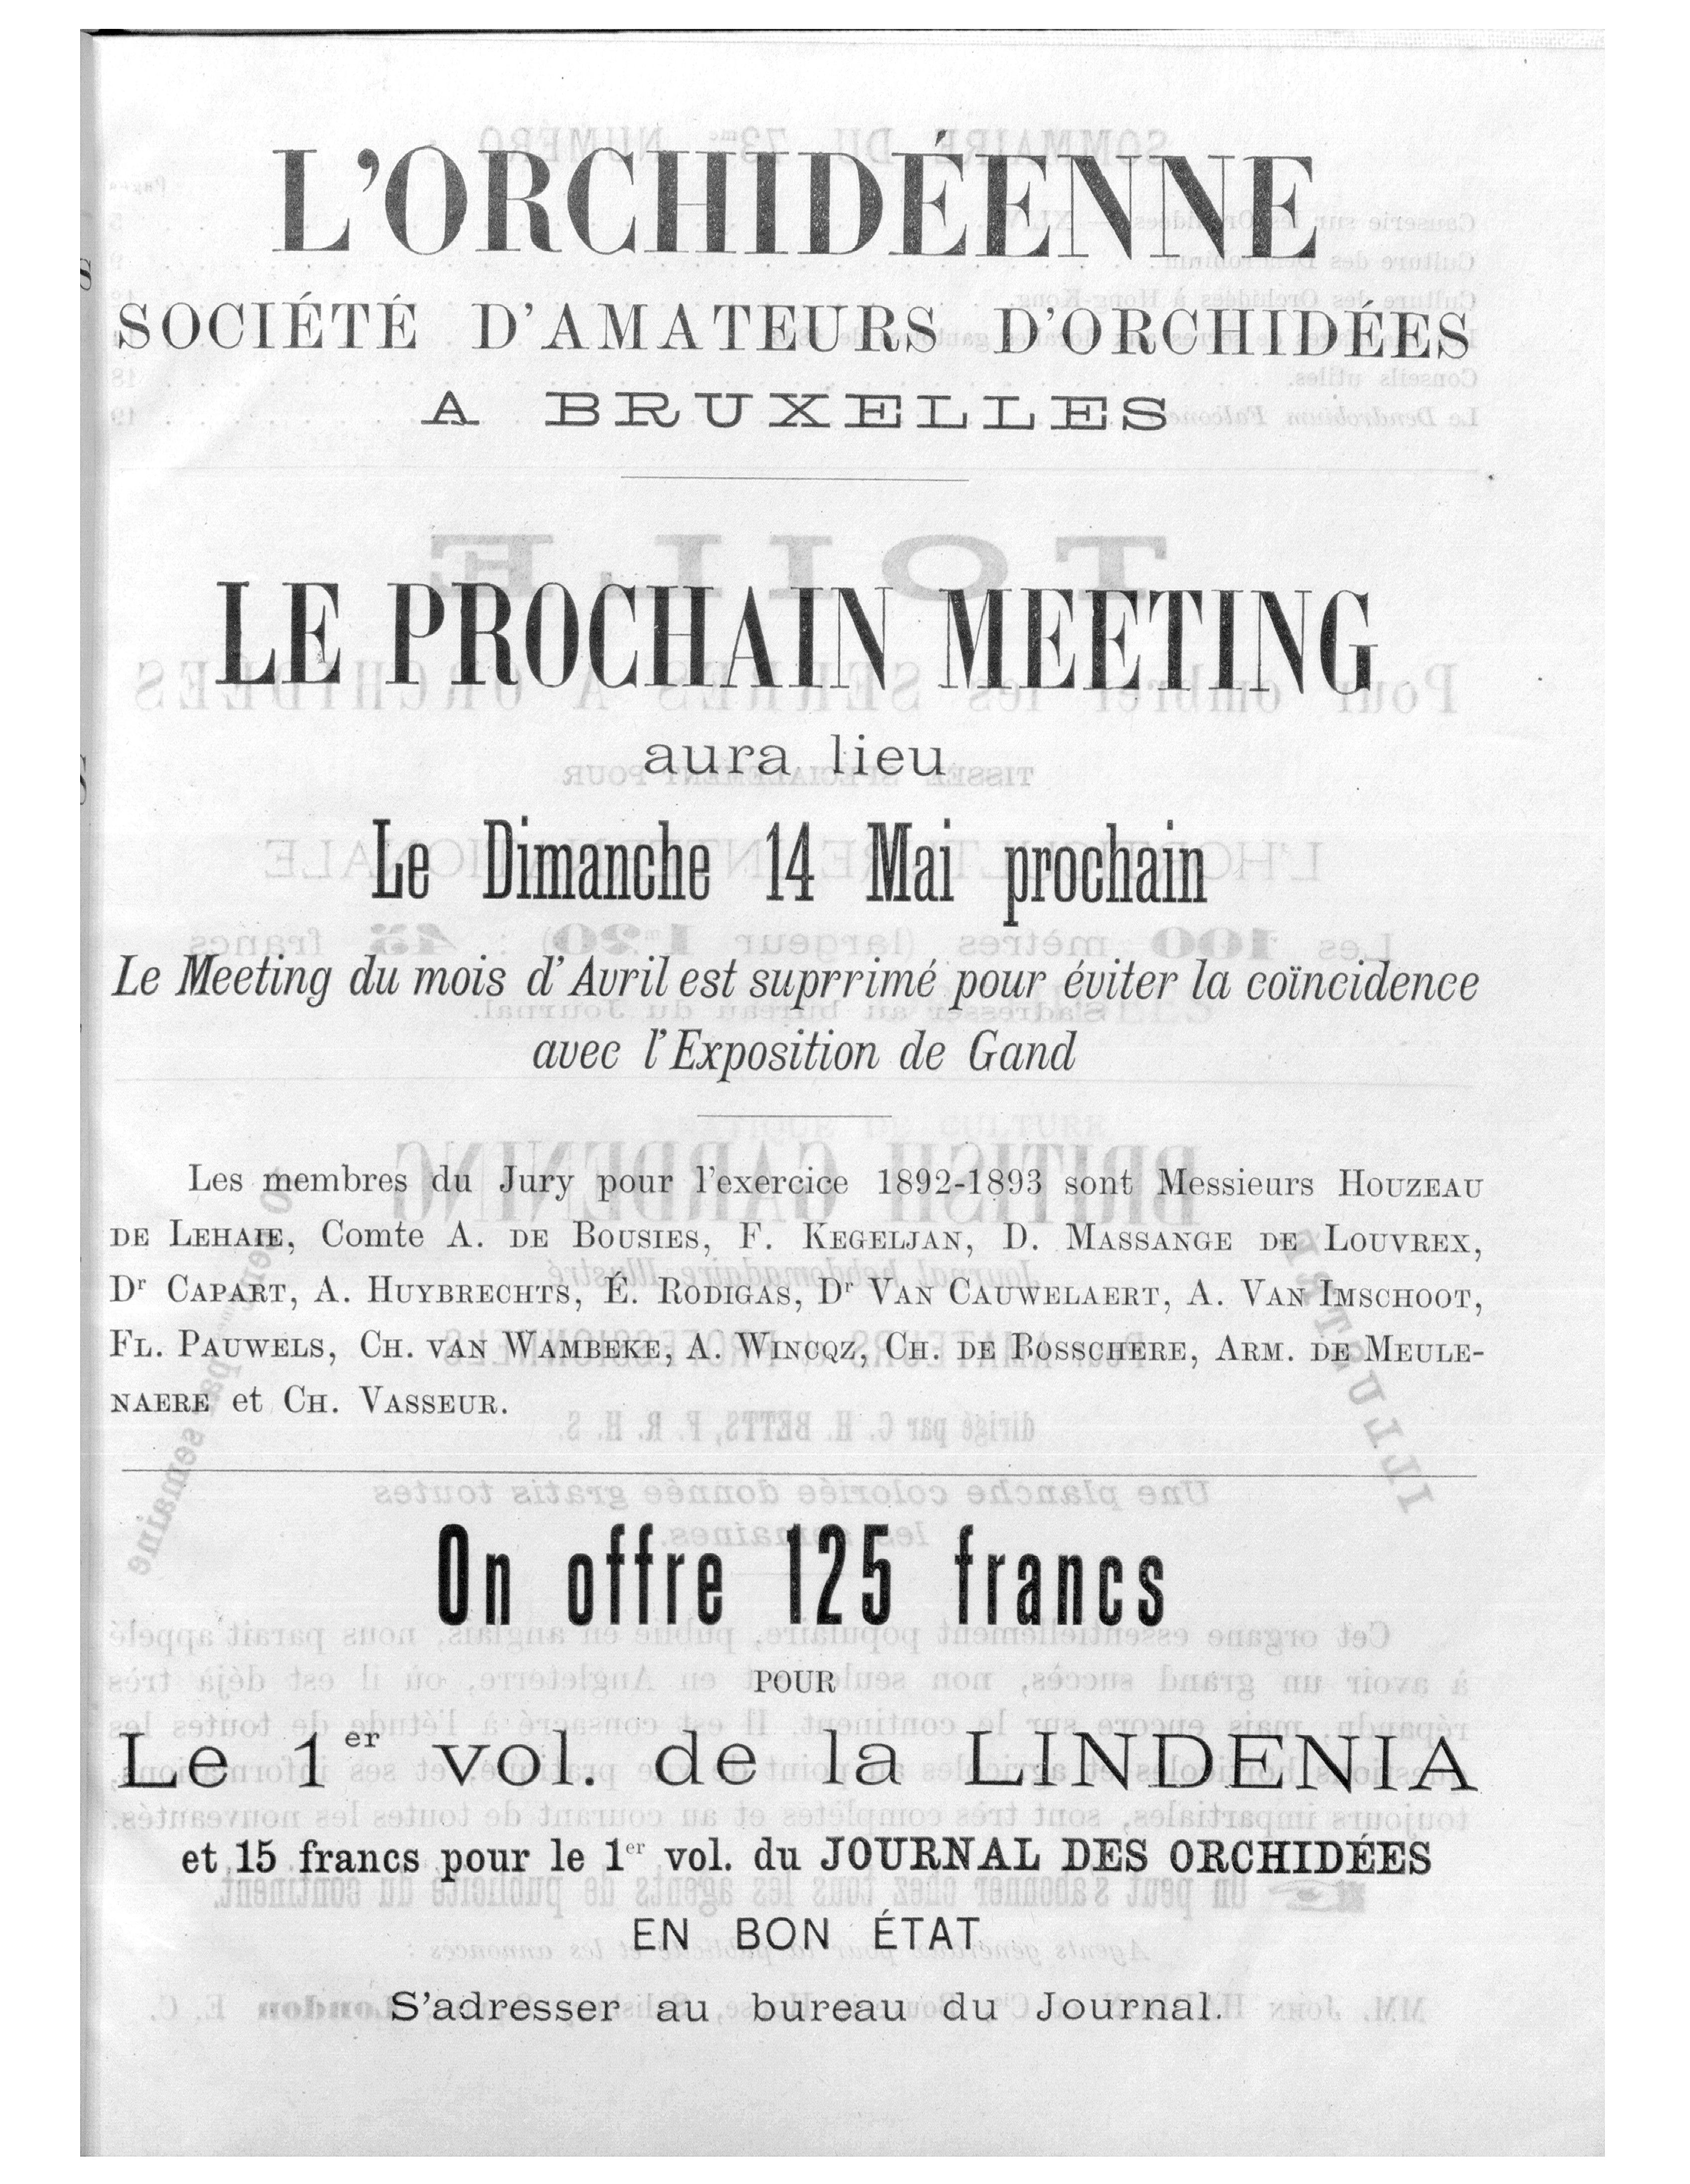 L'ORCHIDÉENNE
SOCIÉTÉ D'AMATEURS D'ORCHIDÉES
A BRUXELLES
LE PROCHAIN MEETING
aura lieu
Le Dimanche 14 Mai prochain
Le Meeting du mois d'Avril est suprrimé pour éviter la coïncidence
avec l'Exposition de Gand
Les membres du Jury pour l'exercice 1892-1893 sont Messieurs HOUZEAU
DE LEHAIE, Comte A. DE BOUSIES, F. KEGELJAN, D. MASSANGE DE LOUVREX,
Dr CAPART, A. HUYBRECHTS, É. RODIGAS, Dr VAN CAUWELAERT, A. VAN IMSCHOOT,
FL. PAUWELS, CH. VAN WAMBEKE, A. WINCQZ, CH. DE BOSSCHERE, ARM. DE MEULE-
NAERE et CH. VASSEUR.
On offre 125 francs
POUR
Le 1er vol. de la LINDENIA
et 15 francs pour le 1er vol. du JOURNAL DES ORCHIDÉES
EN BON ÉTAT
S'adresser au bureau du Journal.